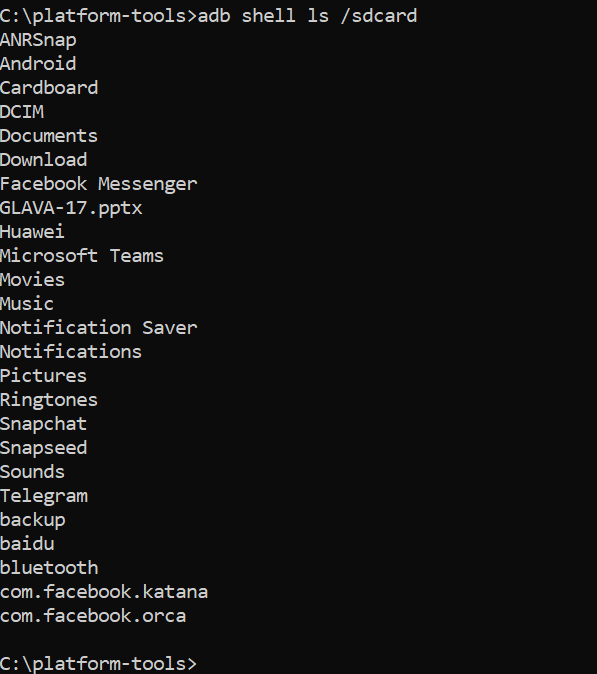 C:\platform-tools>adb shell ls /sdcard
ANRSnap
Android
Cardboard
DCIM
Documents
Download
Facebook Messenger
GLAVA-17.pptx
Huawei
Microsoft Teams
Movies
Music
Notification Saver
Notifications
Pictures
Ringtones
Snapchat
Snapseed
Sounds
Telegram
backup
baidu
bluetooth
com.facebook.katana
com.facebook.orca
C:\platform-tools>